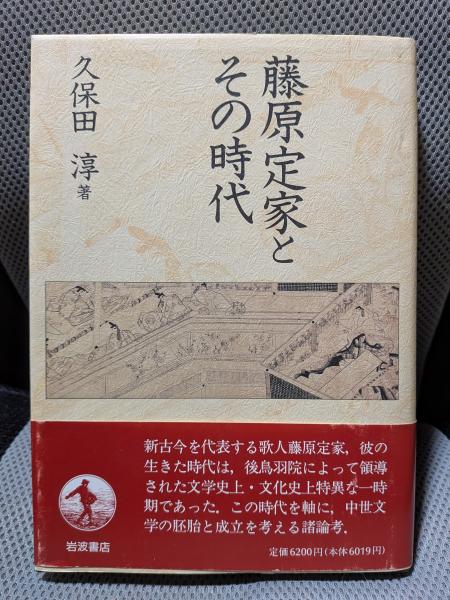 藤原定家と
その時代
久保田 淳 著
新古今を代表する歌人藤原定家，彼の
生きた時代は，後鳥羽院によって領導
された文学史上・文化史上特異な一時
期であった．この時代を軸に，中世文
学の胚胎と成立を考える諸論考．
定価6200円（本体6019円）
岩波書店